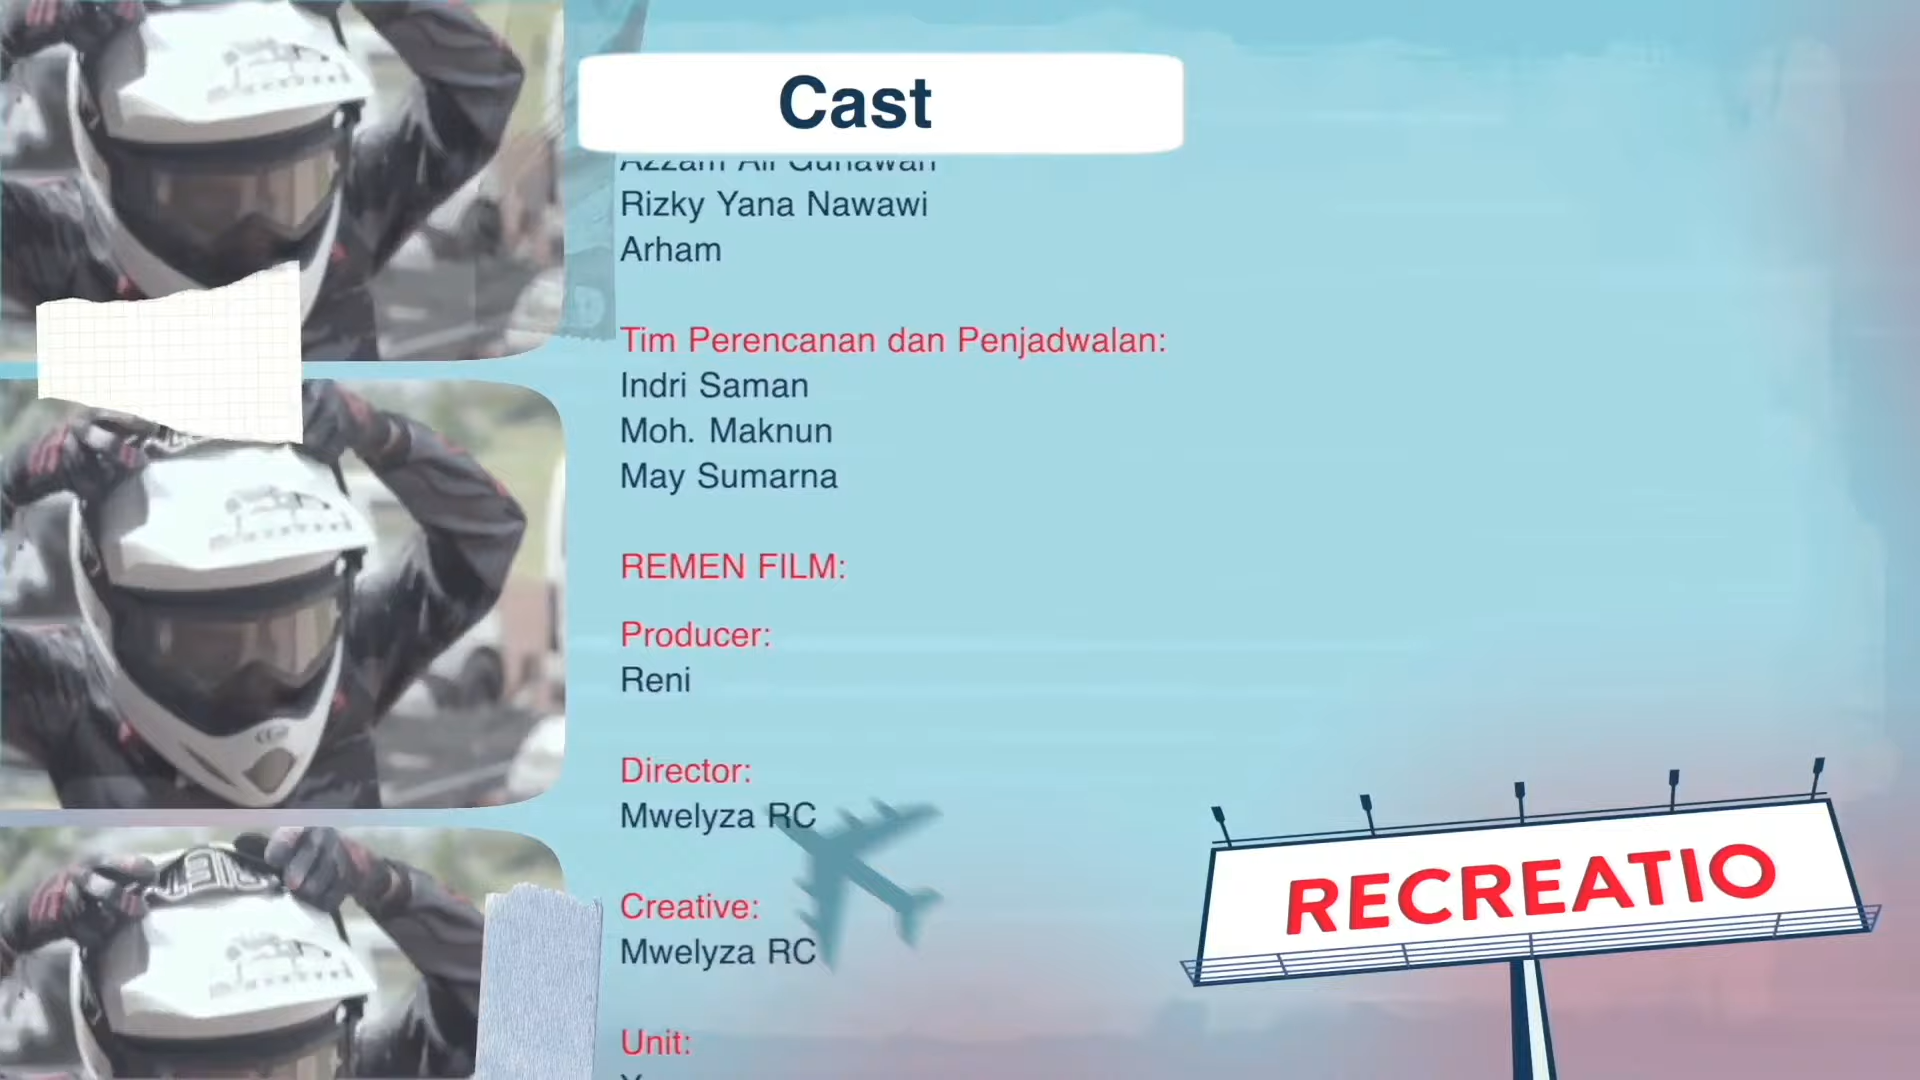 Cast
Rizky Yana Nawawi
Arham
Tim Perencanan dan Penjadwalan:
Indri Saman
Moh. Maknun
May Sumarna
REMEN FILM:
Producer:
Reni
Director:
Mwelyza RC
Creative:
Mwelyza RC
Unit:
RECREATIO